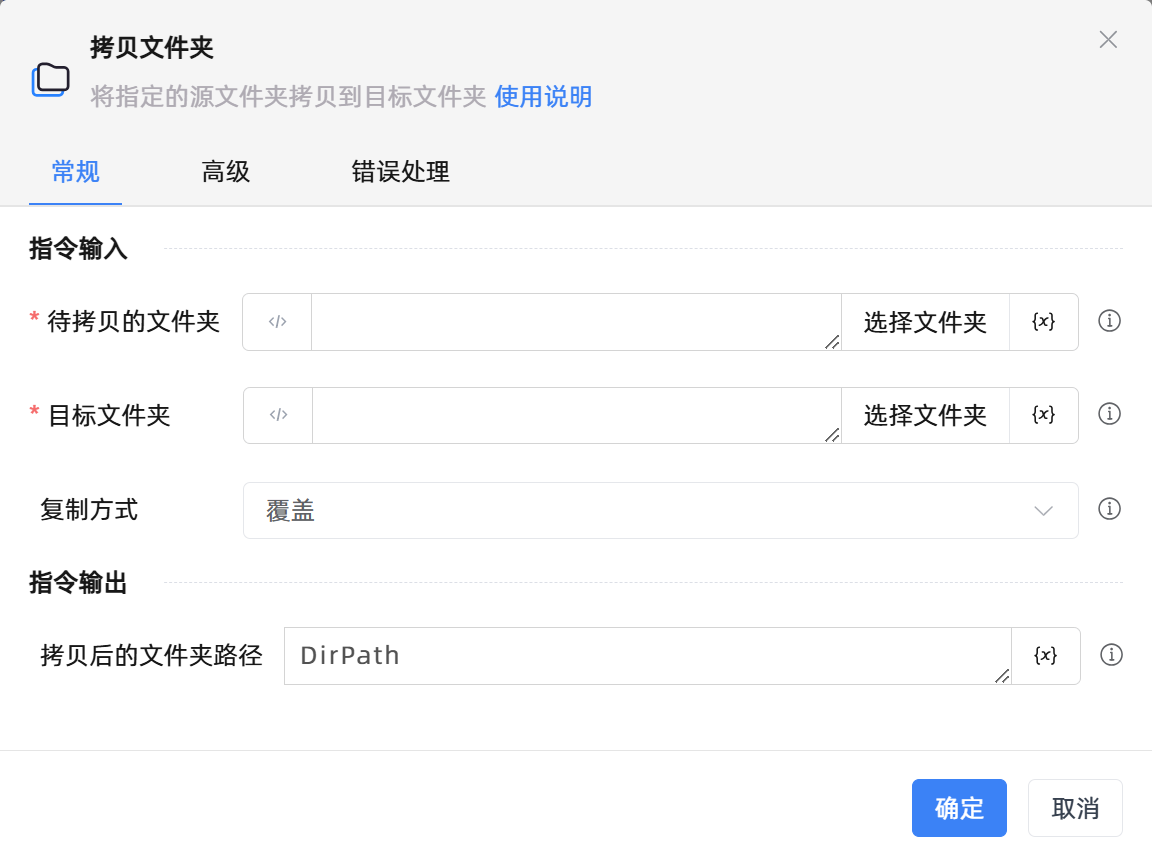 拷贝文件夹
将指定的源文件夹拷贝到目标文件夹 使用说明
常规 高级 错误处理
指令输入
* 待拷贝的文件夹 </> 选择文件夹 {x}
* 目标文件夹 </> 选择文件夹 {x}
复制方式 覆盖
指令输出
拷贝后的文件夹路径 DirPath {x}
确定 取消